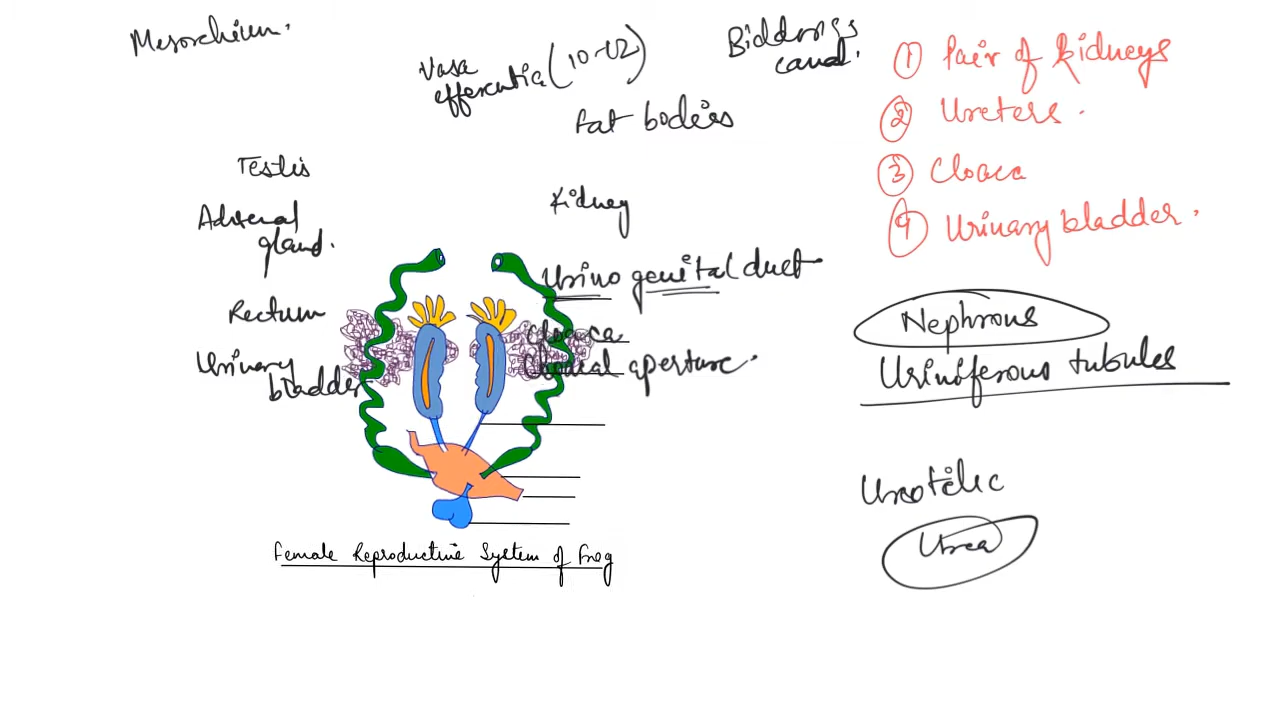 Mesorchium.
Vasa
efferentia (10-12)
Bidder's
canal.
Fat bodies
① Pair of kidneys
② Ureters.
③ Cloaca
④ Urinary bladder.
Testis
Adrenal
gland.
Kidney
Urino genital duct
Rectum
Cloaca
Cloacal aperture.
Urinary
bladder
Nephrons
Uriniferous tubules
Ureotelic
Urea
Female Reproductive System of Frog